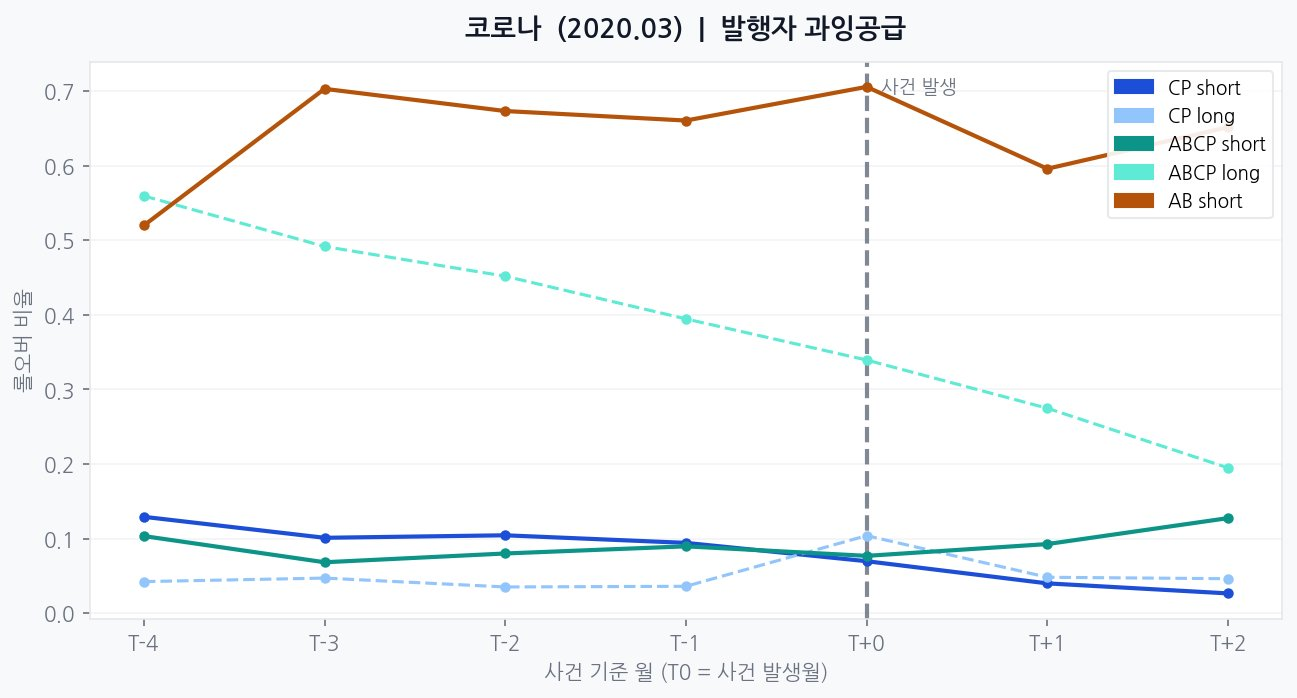 코로나 (2020.03) | 발행자 과잉공급
사건 발생
CP short
CP long
ABCP short
ABCP long
AB short
롤오버 비율
0.7
0.6
0.5
0.4
0.3
0.2
0.1
0.0
T-4 T-3 T-2 T-1 T+0 T+1 T+2
사건 기준 월 (T0 = 사건 발생월)